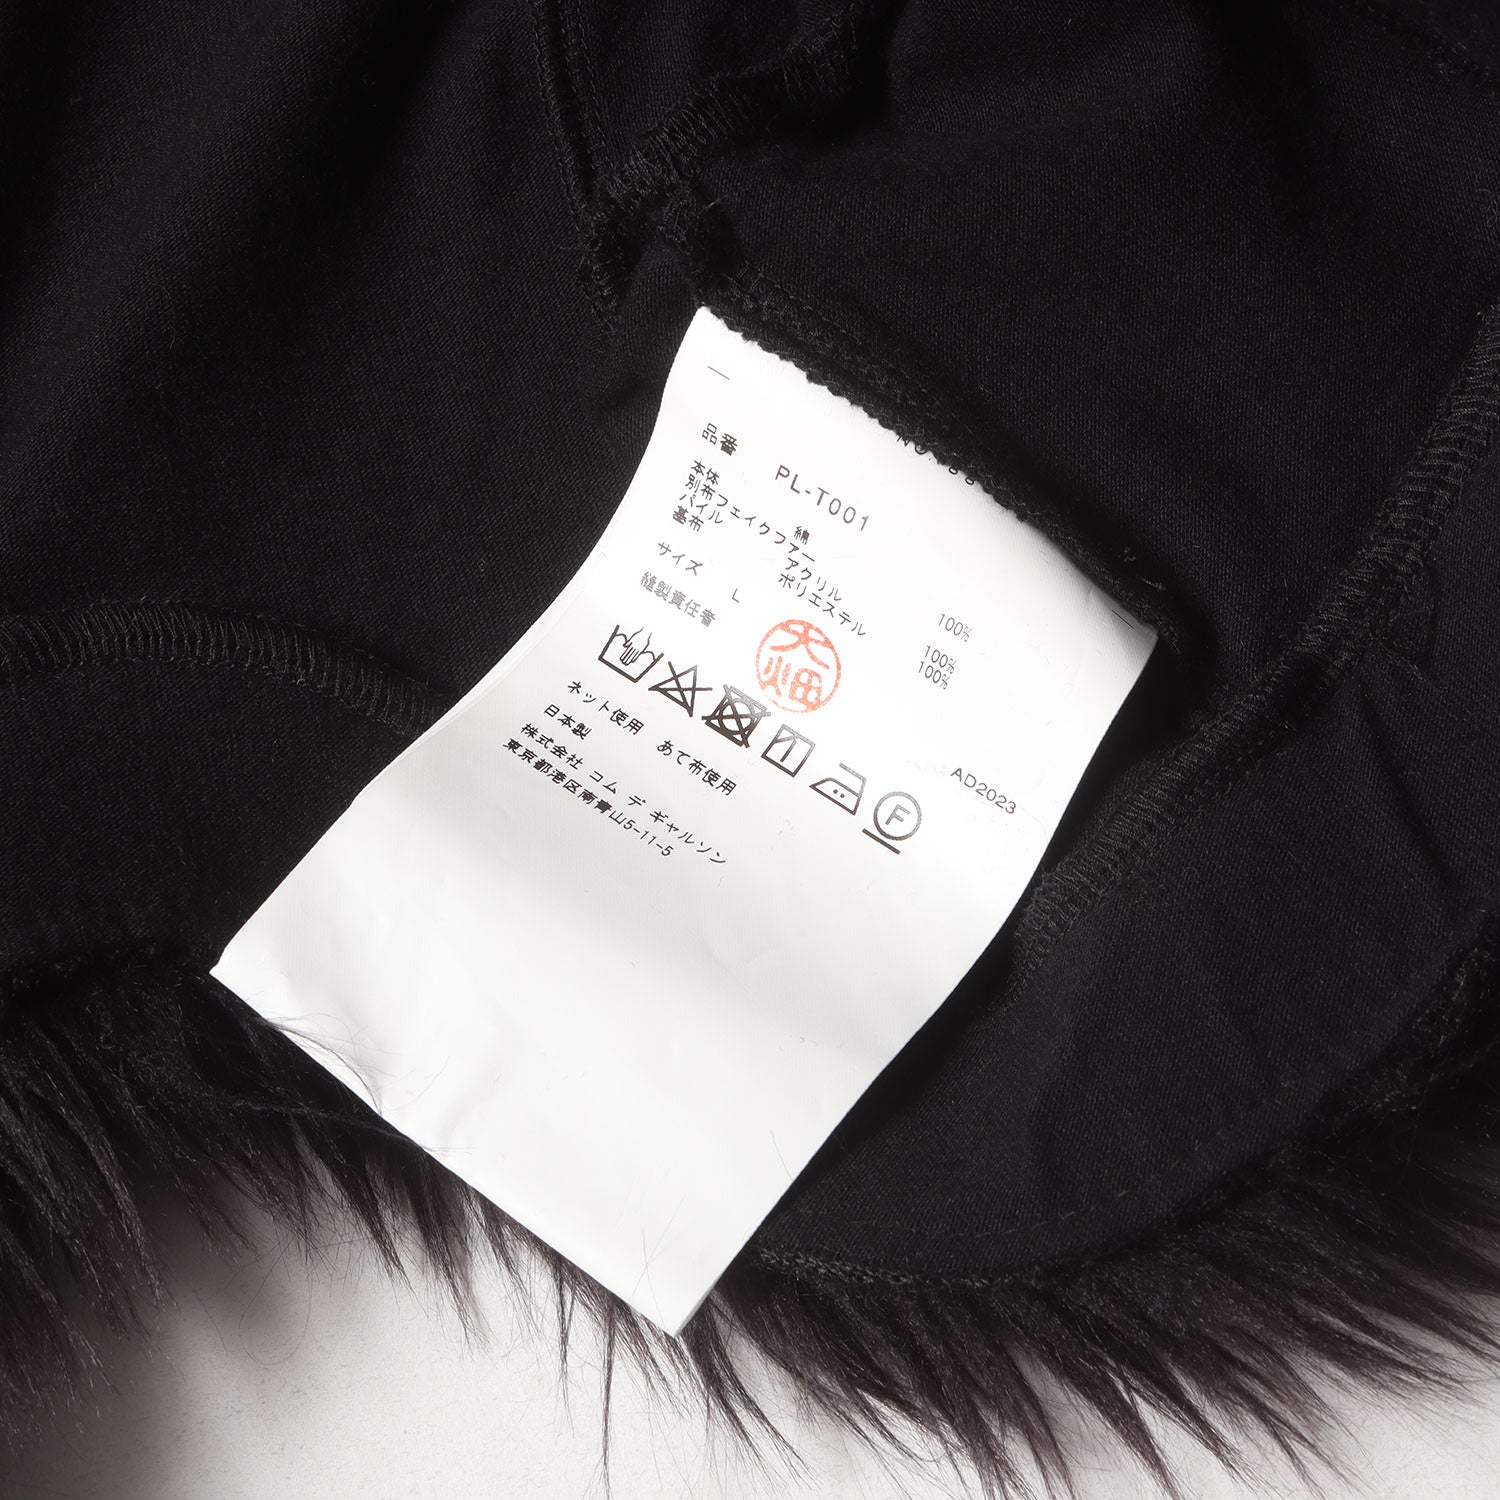 品番 PL-T001
本体 綿 100%
別布フェイクファー
パイル アクリル 100%
基布 ポリエステル 100%
サイズ L
縫製責任者 大畑
F
ネット使用 あて布使用
日本製 AD2023
株式会社 コム デ ギャルソン
東京都港区南青山5-11-5